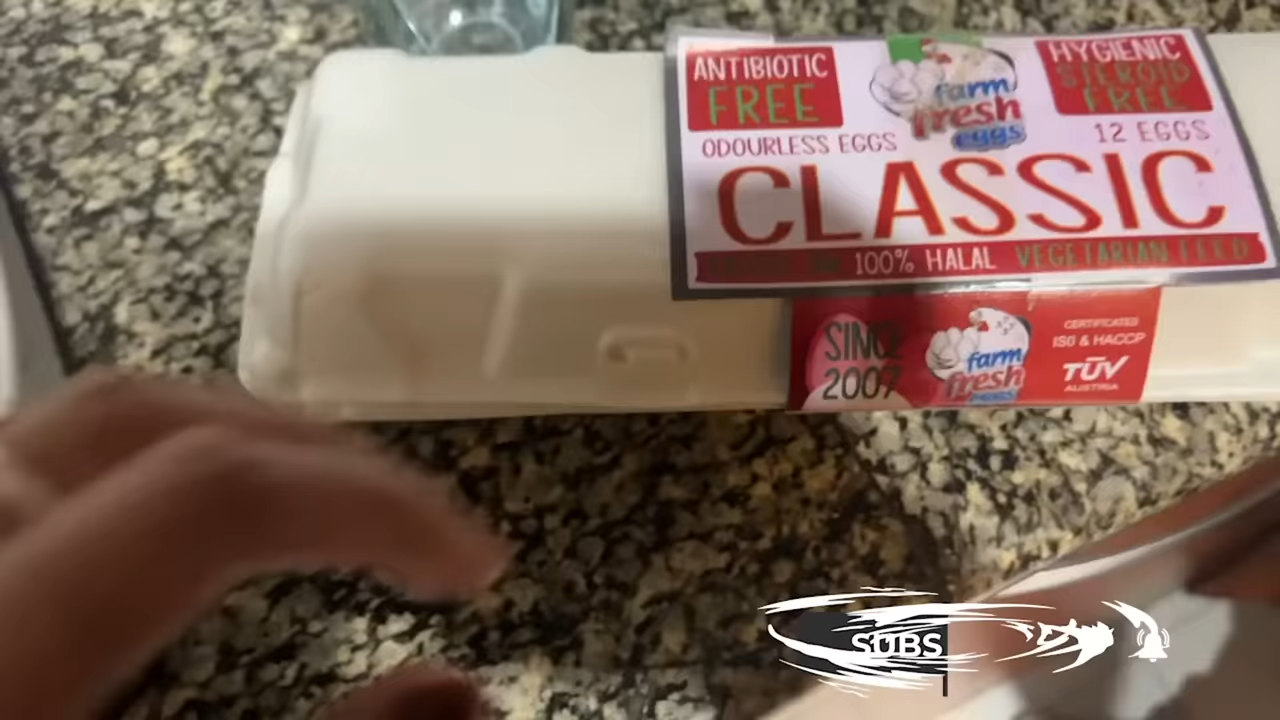 ANTIBIOTIC
FREE
farm
fresh
eggs
HYGIENIC
STEROID
FREE
ODOURLESS EGGS
12 EGGS
CLASSIC
100% HALAL VEGETARIAN FEED
SINCE
2007
farm
fresh
eggs
CERTIFICATED
ISO & HACCP
TÜV
AUSTRIA
SUBS